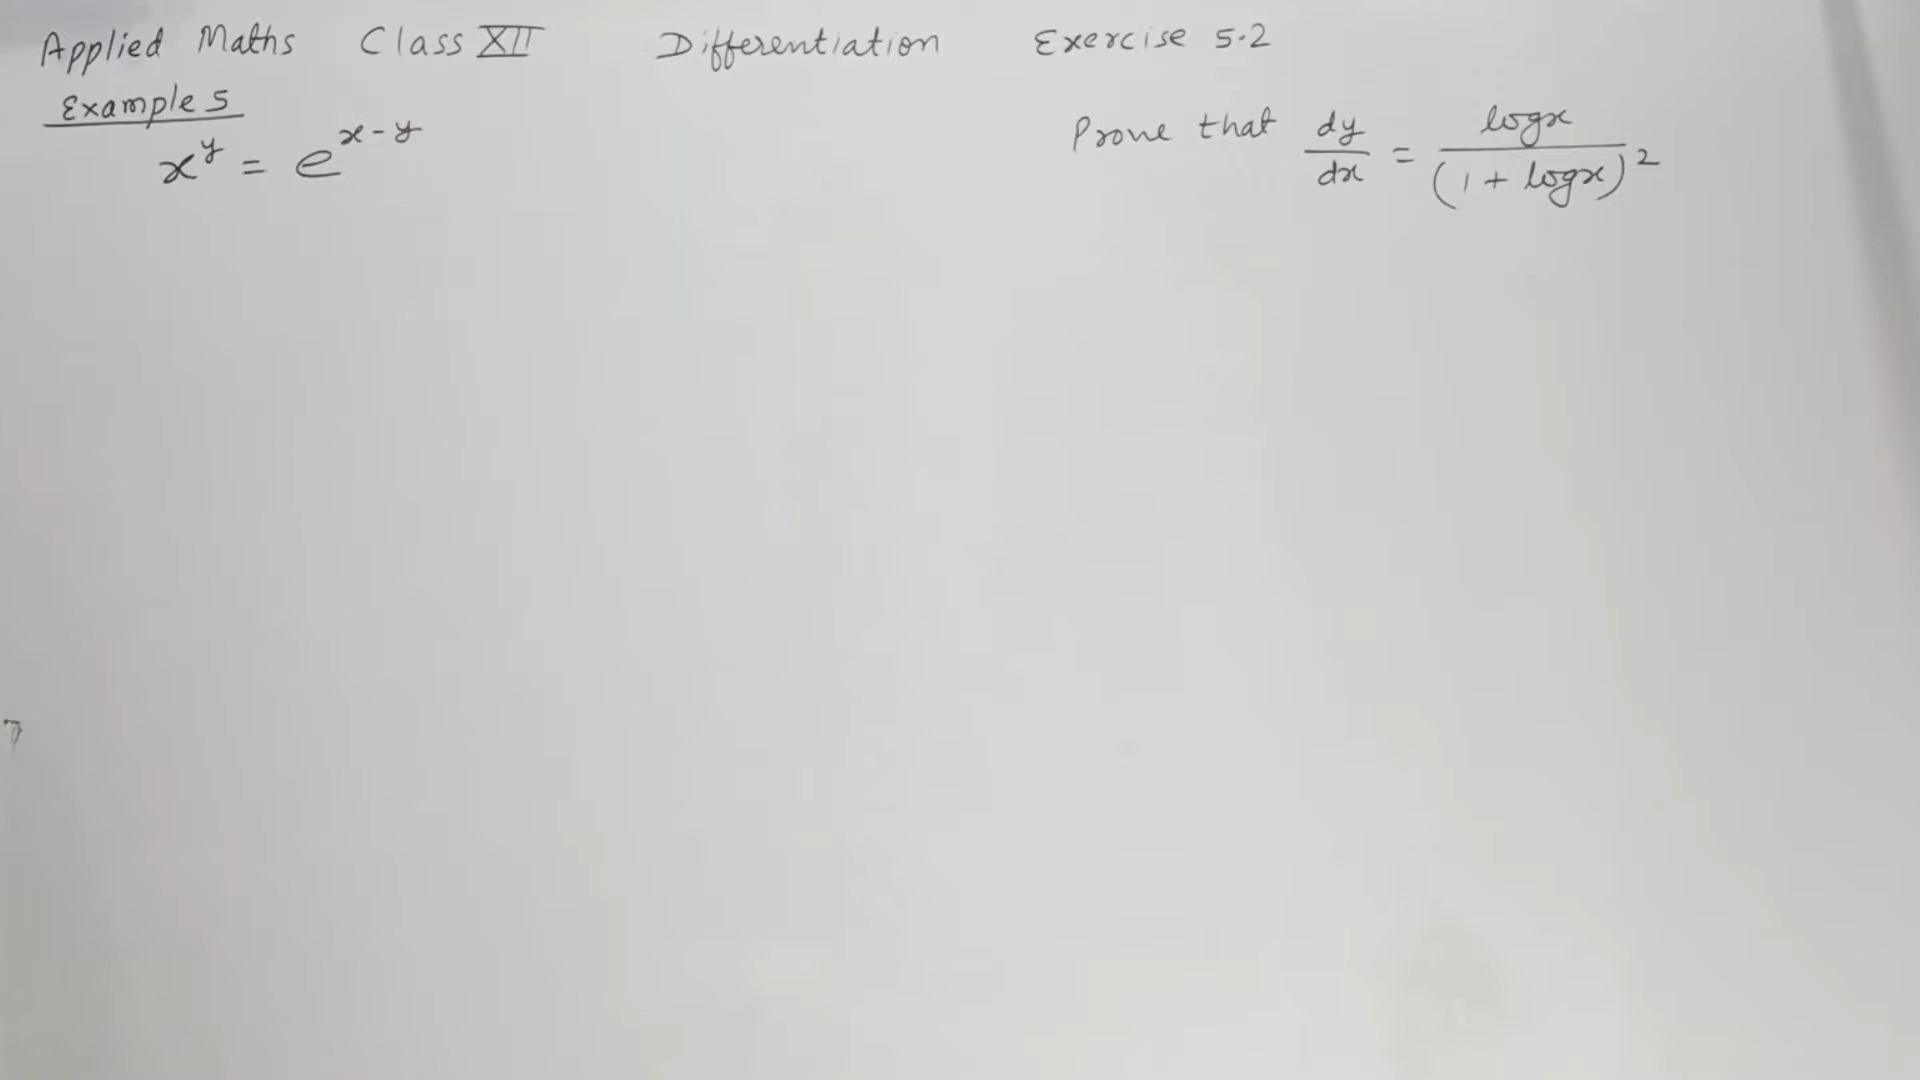 Applied Maths Class XII Differentiation Exercise 5.2
Example 5
x^y = e^(x-y) Prove that dy/dx = logx/(1 + logx)^2